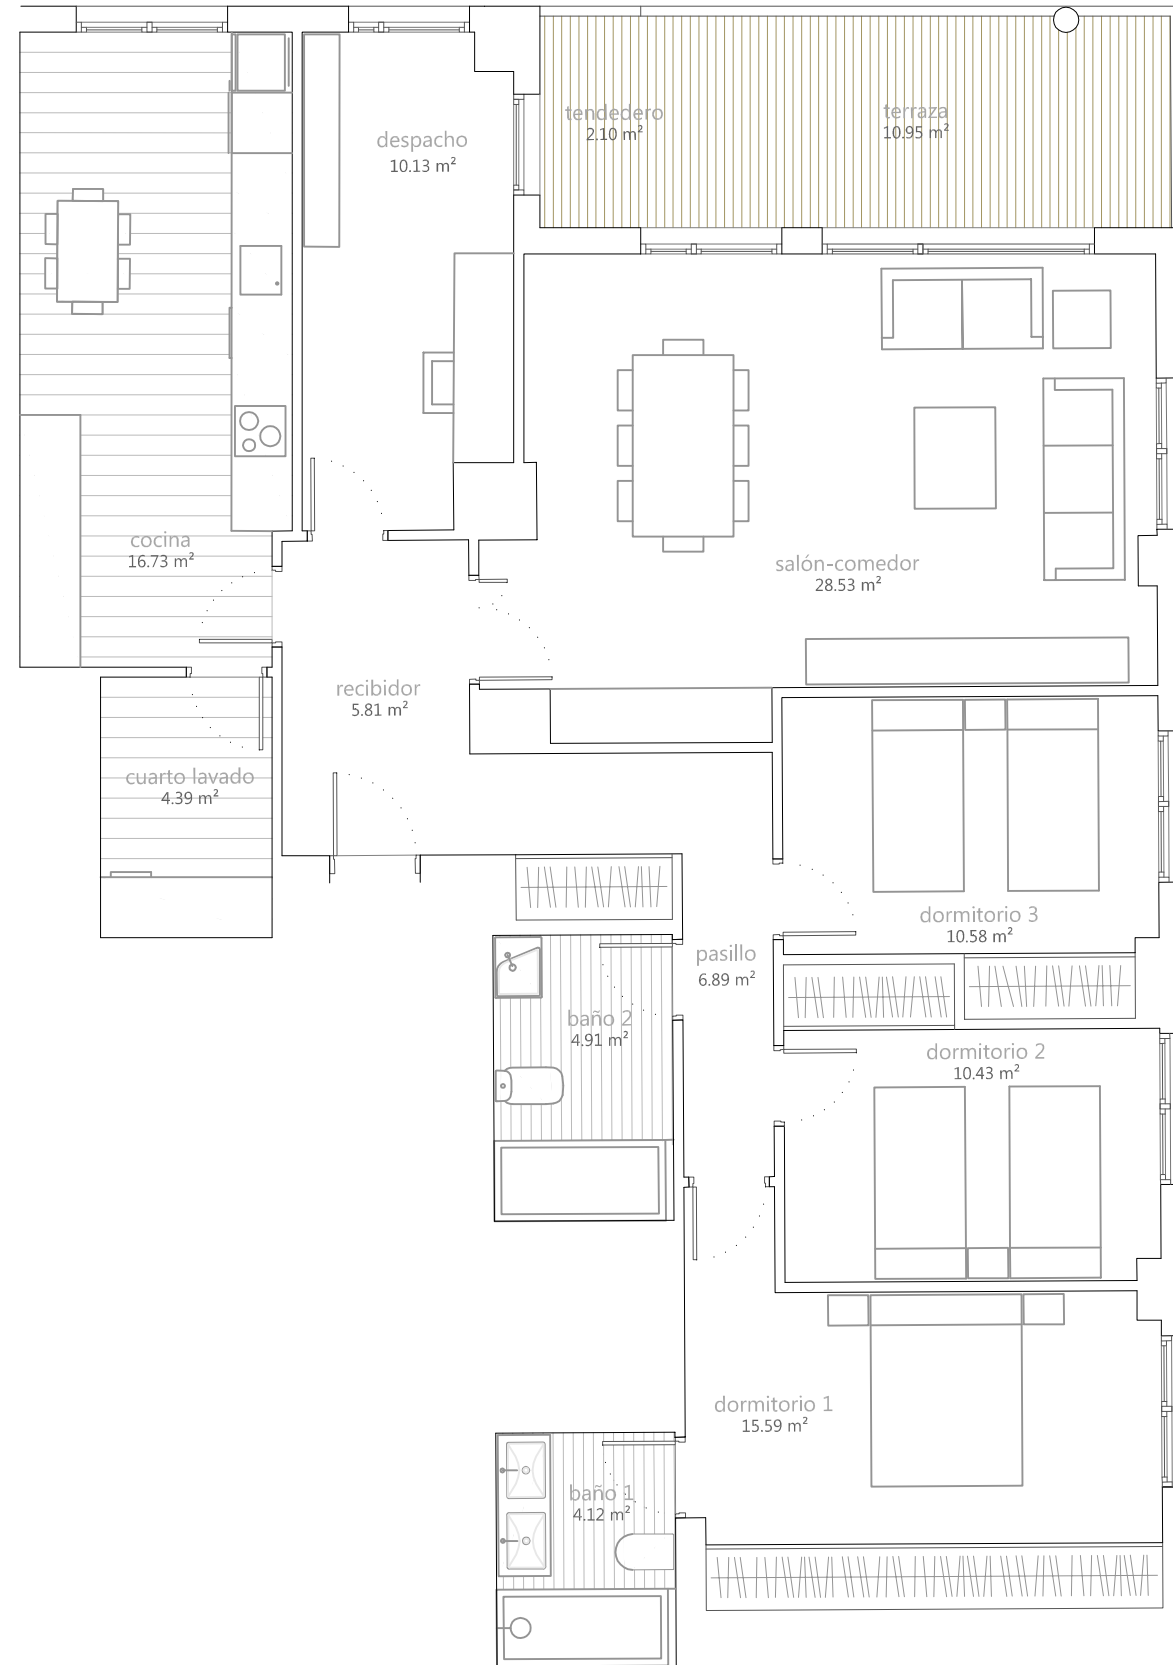 tendedero
2.10 m²
terraza
10.95 m²
despacho
10.13 m²
cocina
16.73 m²
salón-comedor
28.53 m²
recibidor
5.81 m²
cuarto lavado
4.39 m²
dormitorio 3
10.58 m²
pasillo
6.89 m²
baño 2
4.91 m²
dormitorio 2
10.43 m²
dormitorio 1
15.59 m²
baño 1
4.12 m²